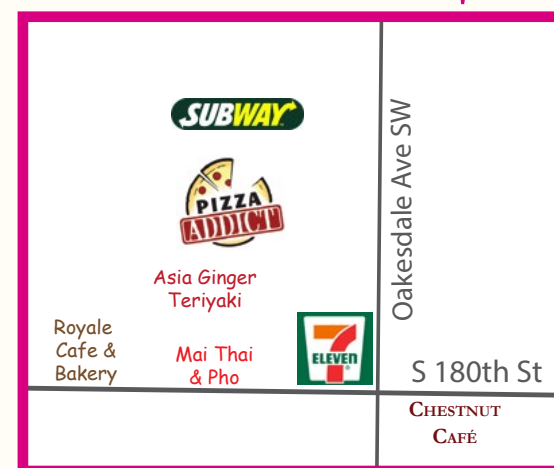 SUBWAY
PIZZA
ADDICT
Oakesdale Ave SW
Asia Ginger
Teriyaki
Royale
Cafe &
Bakery
Mai Thai
& Pho
7
ELEVEN
S 180th St
CHESTNUT
CAFÉ